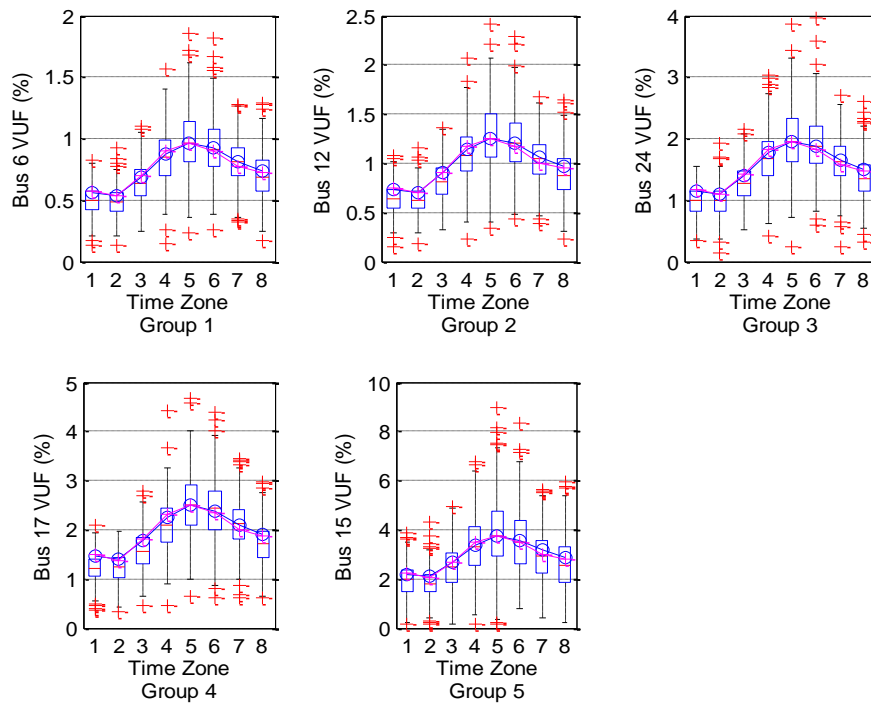 2
1.5
1
0.5
0
Bus 6 VUF (%)
1 2 3 4 5 6 7 8
Time Zone
Group 1
2.5
2
1.5
1
0.5
0
Bus 12 VUF (%)
1 2 3 4 5 6 7 8
Time Zone
Group 2
4
3
2
1
0
Bus 24 VUF (%)
1 2 3 4 5 6 7 8
Time Zone
Group 3
5
4
3
2
1
0
Bus 17 VUF (%)
1 2 3 4 5 6 7 8
Time Zone
Group 4
10
8
6
4
2
0
Bus 15 VUF (%)
1 2 3 4 5 6 7 8
Time Zone
Group 5